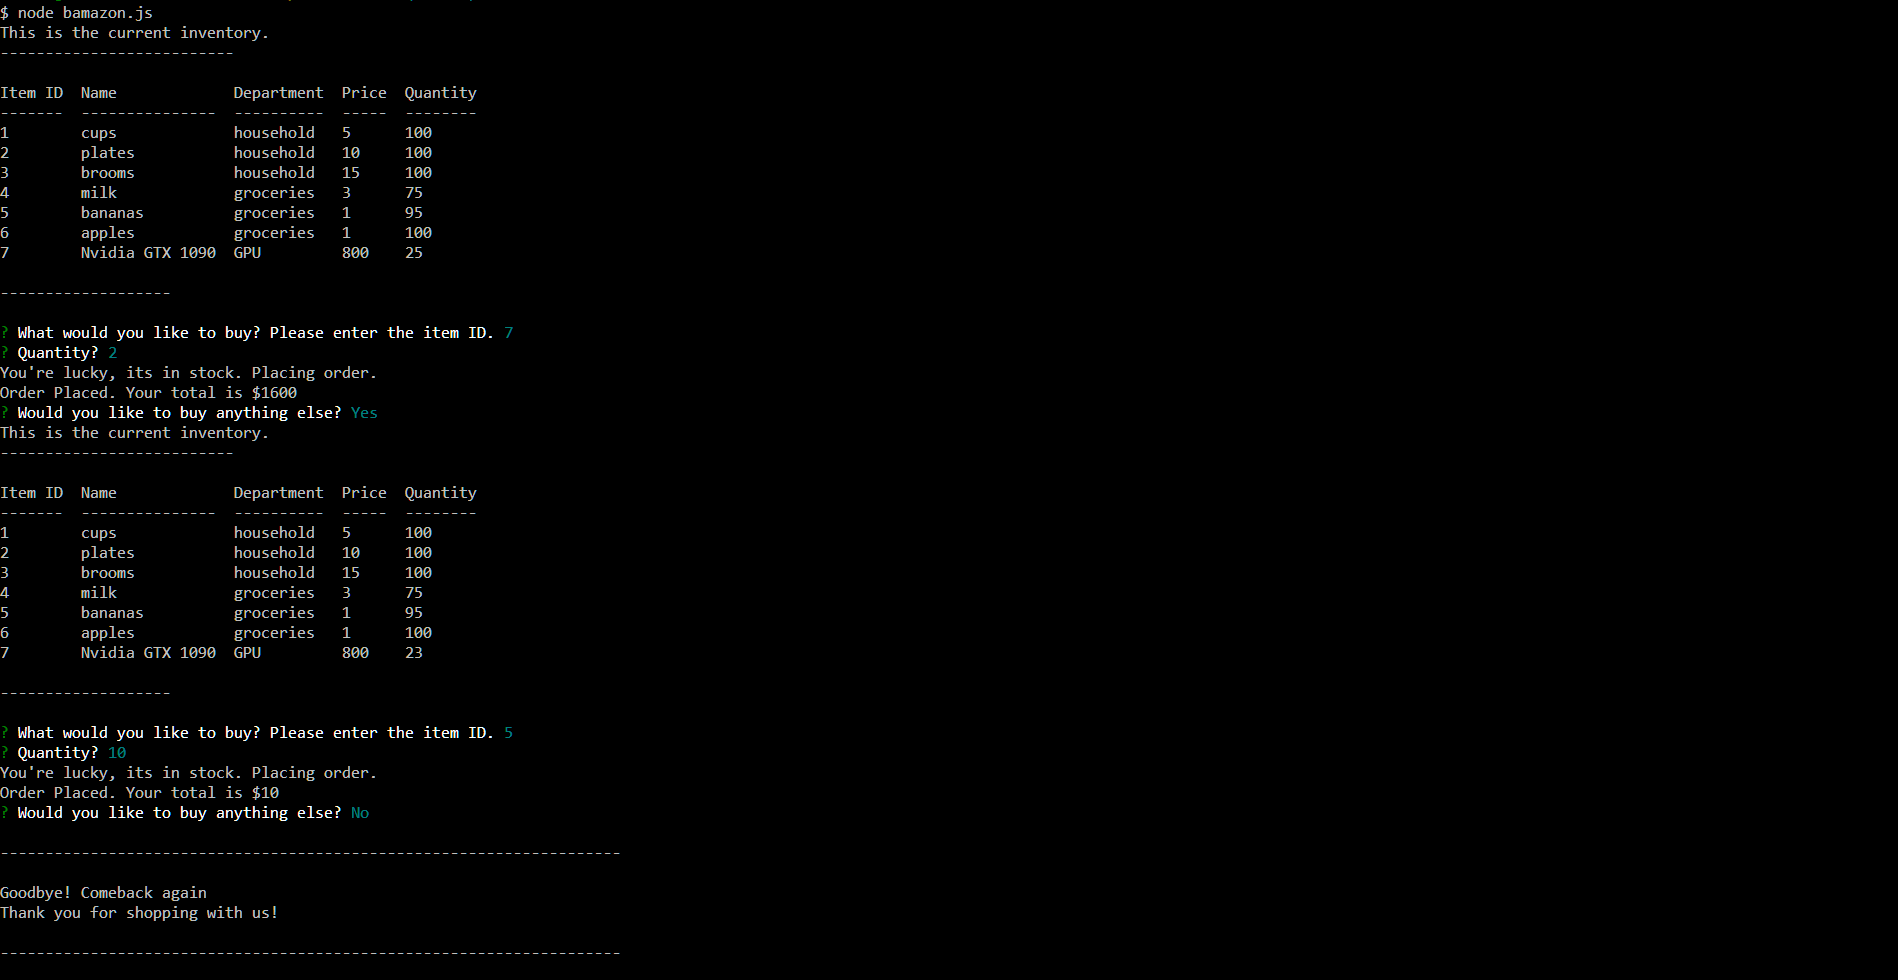 $ node bamazon.js
This is the current inventory.
--------------------------
Item ID  Name             Department  Price  Quantity
-------  ---------------  ----------  -----  --------
1        cups             household   5      100
2        plates           household   10     100
3        brooms           household   15     100
4        milk             groceries   3      75
5        bananas          groceries   1      95
6        apples           groceries   1      100
7        Nvidia GTX 1090  GPU         800    25
-------------------
? What would you like to buy? Please enter the item ID. 7
? Quantity? 2
You're lucky, its in stock. Placing order.
Order Placed. Your total is $1600
? Would you like to buy anything else? Yes
This is the current inventory.
--------------------------
Item ID  Name             Department  Price  Quantity
-------  ---------------  ----------  -----  --------
1        cups             household   5      100
2        plates           household   10     100
3        brooms           household   15     100
4        milk             groceries   3      75
5        bananas          groceries   1      95
6        apples           groceries   1      100
7        Nvidia GTX 1090  GPU         800    23
-------------------
? What would you like to buy? Please enter the item ID. 5
? Quantity? 10
You're lucky, its in stock. Placing order.
Order Placed. Your total is $10
? Would you like to buy anything else? No
---------------------------------------------------------------------
Goodbye! Comeback again
Thank you for shopping with us!
---------------------------------------------------------------------